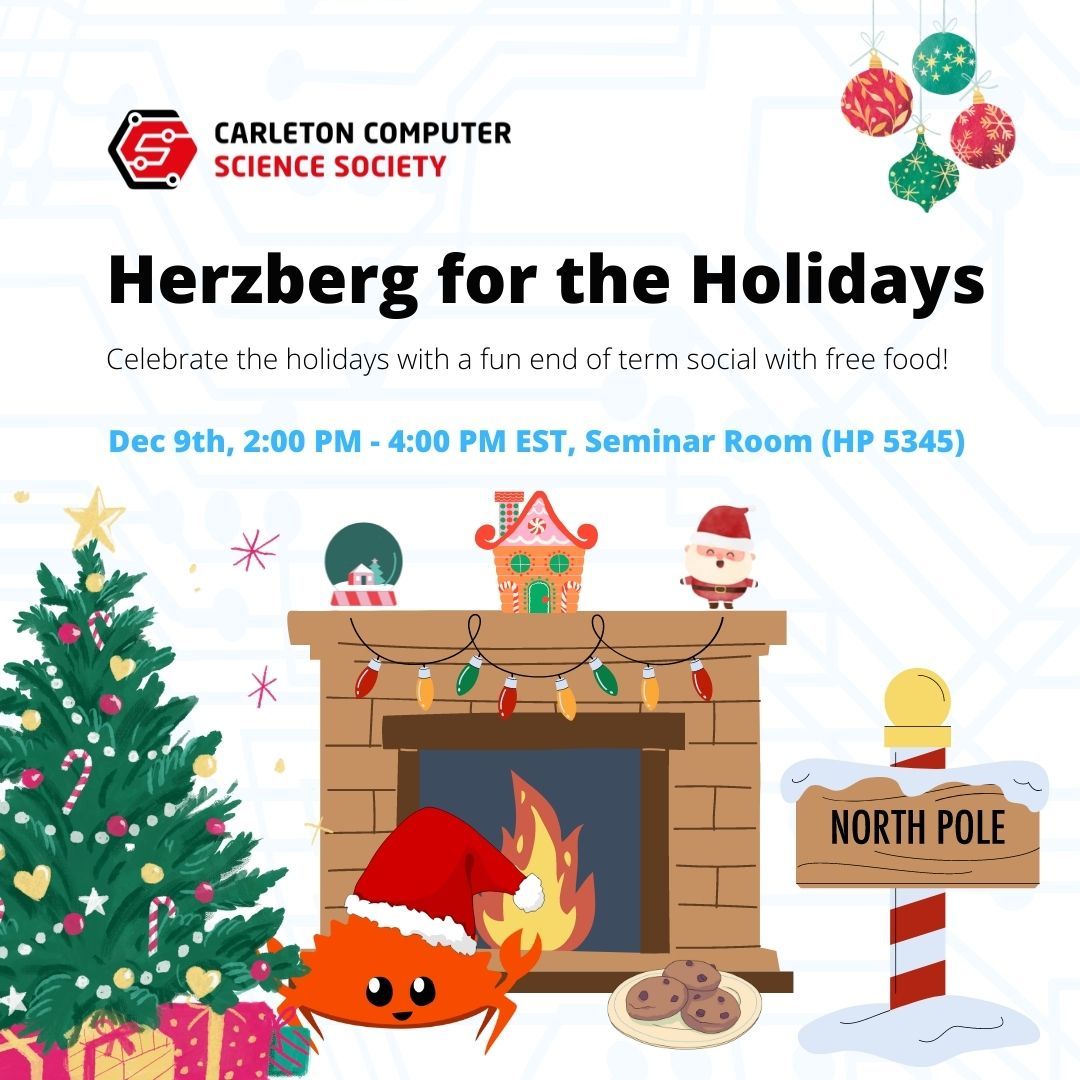 CARLETON COMPUTER
SCIENCE SOCIETY
Herzberg for the Holidays
Celebrate the holidays with a fun end of term social with free food!
Dec 9th, 2:00 PM - 4:00 PM EST, Seminar Room (HP 5345)
NORTH POLE